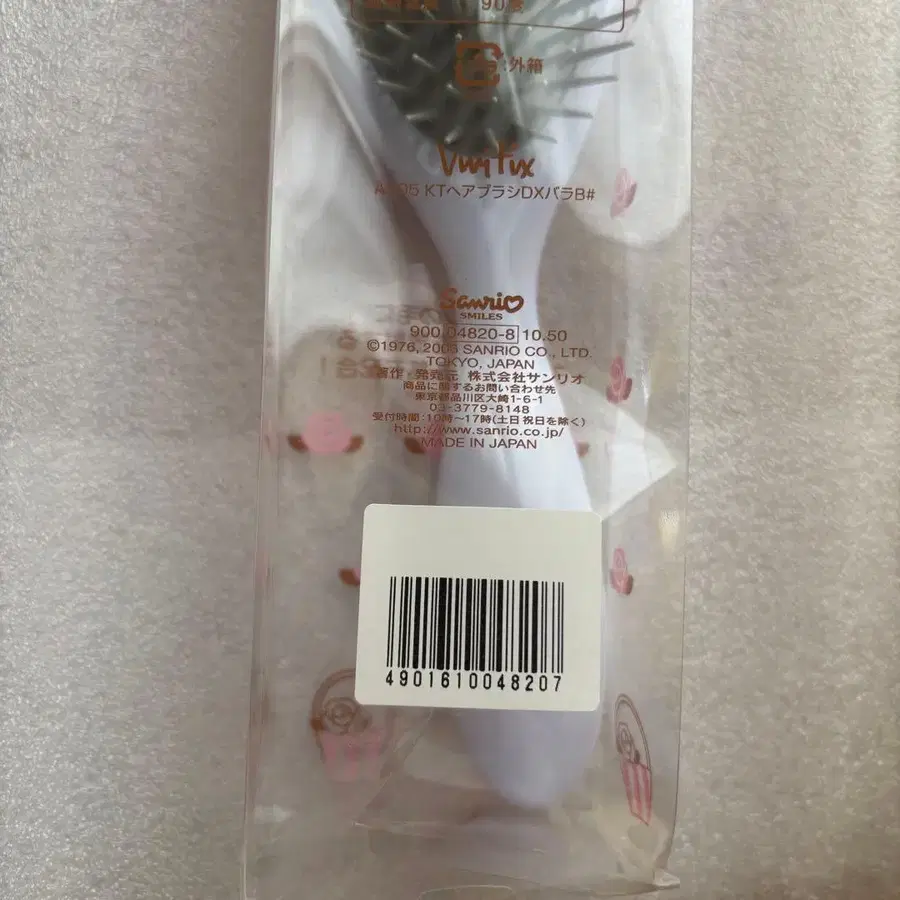 90度
:外箱
KTヘアブラシDXバラB#
Sanrio
SMILES
900 04820-8 10.50
©1976, 2005 SANRIO CO., LTD.
TOKYO, JAPAN
著作・発売元 株式会社サンリオ
商品に関するお問い合わせ先
東京都品川区大崎1-6-1
03-3779-8148
受付時間:10時~17時(土日祝日を除く)
http://www.sanrio.co.jp/
MADE IN JAPAN
4901610048207